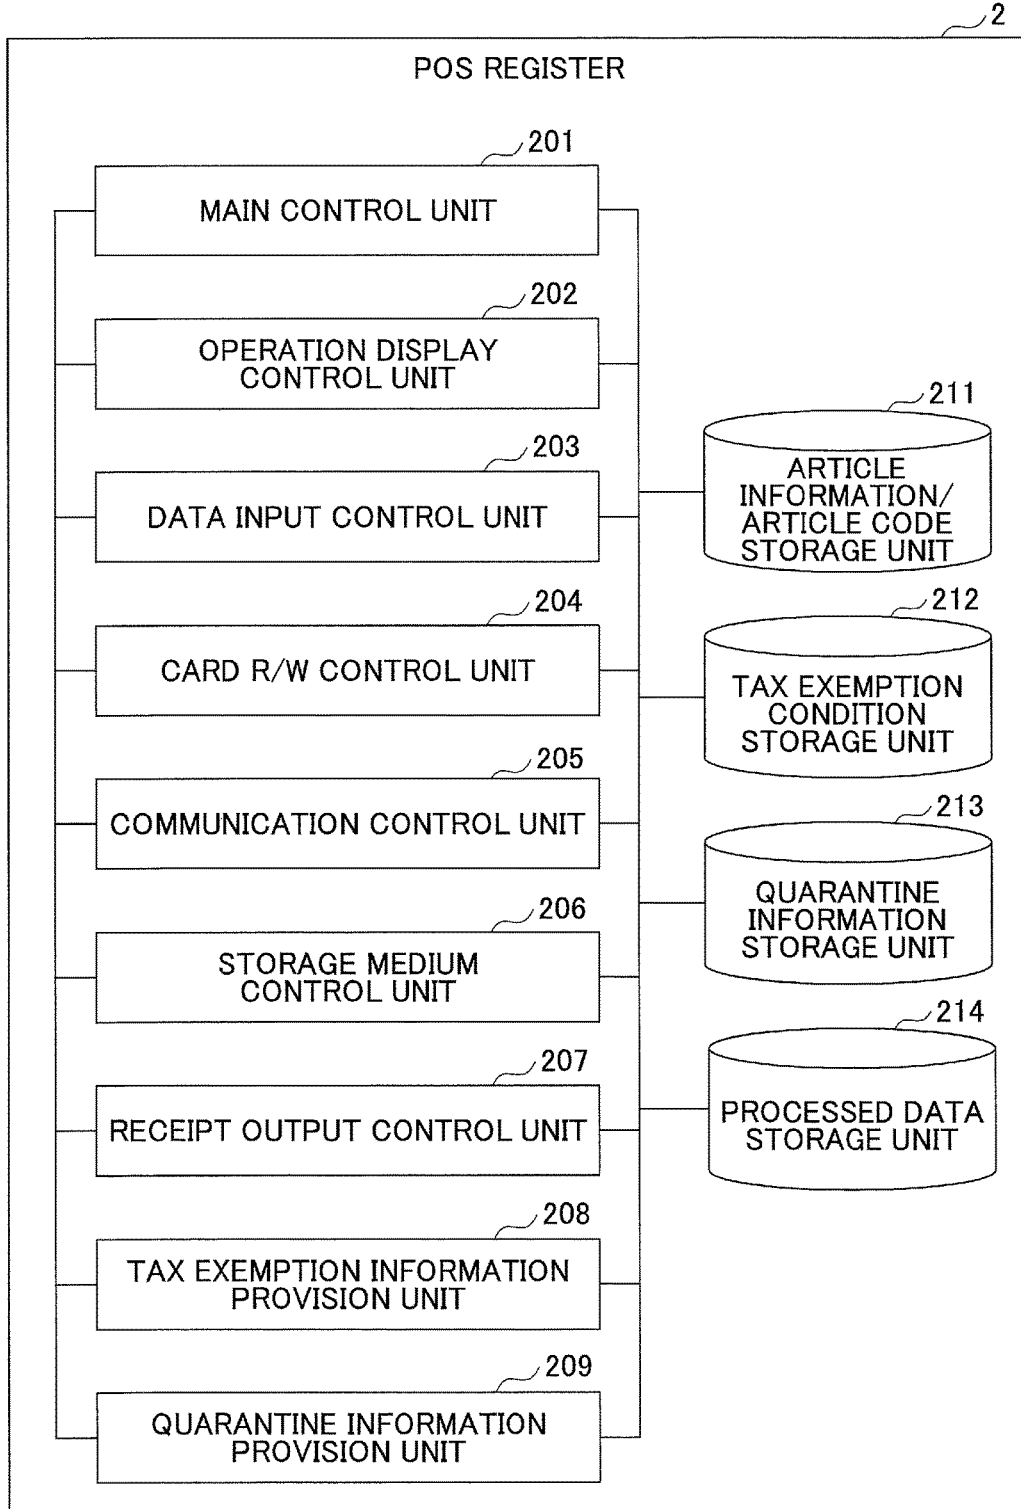 2
POS REGISTER
201
MAIN CONTROL UNIT
202
OPERATION DISPLAY
CONTROL UNIT
203
DATA INPUT CONTROL UNIT
204
CARD R/W CONTROL UNIT
205
COMMUNICATION CONTROL UNIT
206
STORAGE MEDIUM
CONTROL UNIT
207
RECEIPT OUTPUT CONTROL UNIT
208
TAX EXEMPTION INFORMATION
PROVISION UNIT
209
QUARANTINE INFORMATION
PROVISION UNIT
211
ARTICLE
INFORMATION/
ARTICLE CODE
STORAGE UNIT
212
TAX EXEMPTION
CONDITION
STORAGE UNIT
213
QUARANTINE
INFORMATION
STORAGE UNIT
214
PROCESSED DATA
STORAGE UNIT